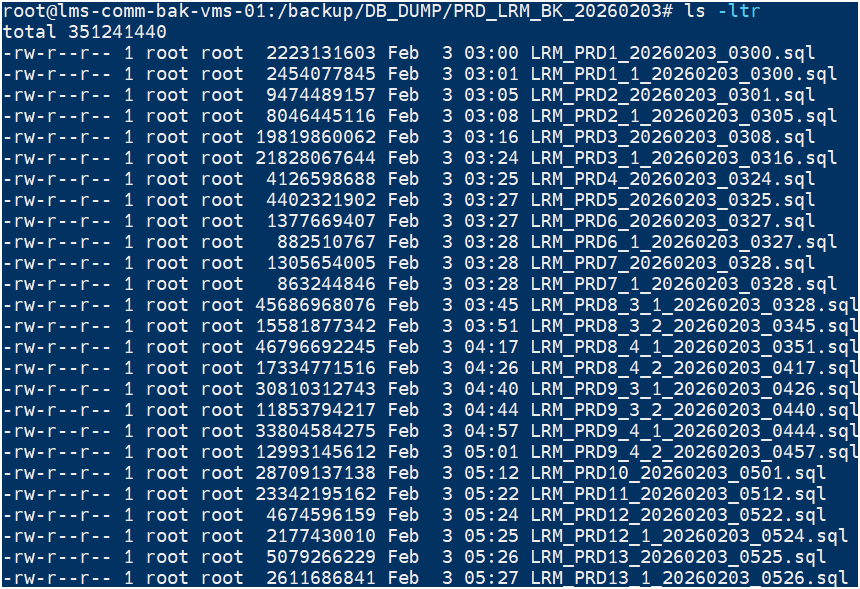 root@lms-comm-bak-vms-01:/backup/DB_DUMP/PRD_LRM_BK_20260203# ls -ltr
total 351241440
-rw-r--r-- 1 root root  2223131603 Feb  3 03:00 LRM_PRD1_20260203_0300.sql
-rw-r--r-- 1 root root  2454077845 Feb  3 03:01 LRM_PRD1_1_20260203_0300.sql
-rw-r--r-- 1 root root  9474489157 Feb  3 03:05 LRM_PRD2_20260203_0301.sql
-rw-r--r-- 1 root root  8046445116 Feb  3 03:08 LRM_PRD2_1_20260203_0305.sql
-rw-r--r-- 1 root root 19819860062 Feb  3 03:16 LRM_PRD3_20260203_0308.sql
-rw-r--r-- 1 root root 21828067644 Feb  3 03:24 LRM_PRD3_1_20260203_0316.sql
-rw-r--r-- 1 root root  4126598688 Feb  3 03:25 LRM_PRD4_20260203_0324.sql
-rw-r--r-- 1 root root  4402321902 Feb  3 03:27 LRM_PRD5_20260203_0325.sql
-rw-r--r-- 1 root root  1377669407 Feb  3 03:27 LRM_PRD6_20260203_0327.sql
-rw-r--r-- 1 root root   882510767 Feb  3 03:28 LRM_PRD6_1_20260203_0327.sql
-rw-r--r-- 1 root root  1305654005 Feb  3 03:28 LRM_PRD7_20260203_0328.sql
-rw-r--r-- 1 root root   863244846 Feb  3 03:28 LRM_PRD7_1_20260203_0328.sql
-rw-r--r-- 1 root root 45686968076 Feb  3 03:45 LRM_PRD8_3_1_20260203_0328.sql
-rw-r--r-- 1 root root 15581877342 Feb  3 03:51 LRM_PRD8_3_2_20260203_0345.sql
-rw-r--r-- 1 root root 46796692245 Feb  3 04:17 LRM_PRD8_4_1_20260203_0351.sql
-rw-r--r-- 1 root root 17334771516 Feb  3 04:26 LRM_PRD8_4_2_20260203_0417.sql
-rw-r--r-- 1 root root 30810312743 Feb  3 04:40 LRM_PRD9_3_1_20260203_0426.sql
-rw-r--r-- 1 root root 11853794217 Feb  3 04:44 LRM_PRD9_3_2_20260203_0440.sql
-rw-r--r-- 1 root root 33804584275 Feb  3 04:57 LRM_PRD9_4_1_20260203_0444.sql
-rw-r--r-- 1 root root 12993145612 Feb  3 05:01 LRM_PRD9_4_2_20260203_0457.sql
-rw-r--r-- 1 root root 28709137138 Feb  3 05:12 LRM_PRD10_20260203_0501.sql
-rw-r--r-- 1 root root 23342195162 Feb  3 05:22 LRM_PRD11_20260203_0512.sql
-rw-r--r-- 1 root root  4674596159 Feb  3 05:24 LRM_PRD12_20260203_0522.sql
-rw-r--r-- 1 root root  2177430010 Feb  3 05:25 LRM_PRD12_1_20260203_0524.sql
-rw-r--r-- 1 root root  5079266229 Feb  3 05:26 LRM_PRD13_20260203_0525.sql
-rw-r--r-- 1 root root  2611686841 Feb  3 05:27 LRM_PRD13_1_20260203_0526.sql